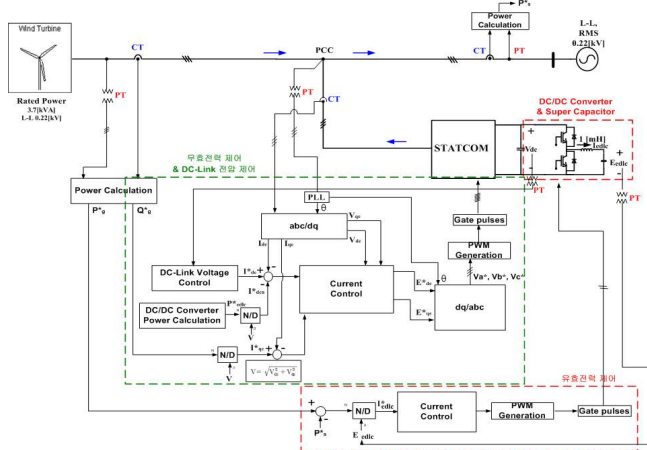 P*s
Power
Calculation
Wind Turbine
CT
PCC
CT
PT
L-L,
RMS
0.22[kV]
PT
PT
CT
Rated Power
3.7[kVA]
L-L 0.22[kV]
DC/DC Converter
& Super Capacitor
STATCOM
Vdc
1 [mH]
Iedlc
Eedlc
무효전력 제어
& DC-Link 전압 제어
PT
PT
Power Calculation
P*g
Q*g
PLL
θ
abc/dq
Vqe
Vde
Ide
Iqe
Gate pulses
PWM
Generation
Va*, Vb*, Vc*
θ
DC-Link Voltage
Control
I*de
+
-
-
I*den
Current
Control
E*de
E*qe
dq/abc
DC/DC Converter
Power Calculation
P*edlc
N/D
V
N/D
I*qe
+
-
V
유효전력 제어
+
-
P*s
N/D
I*edlc
E edlc
Current
Control
PWM
Generation
Gate pulses